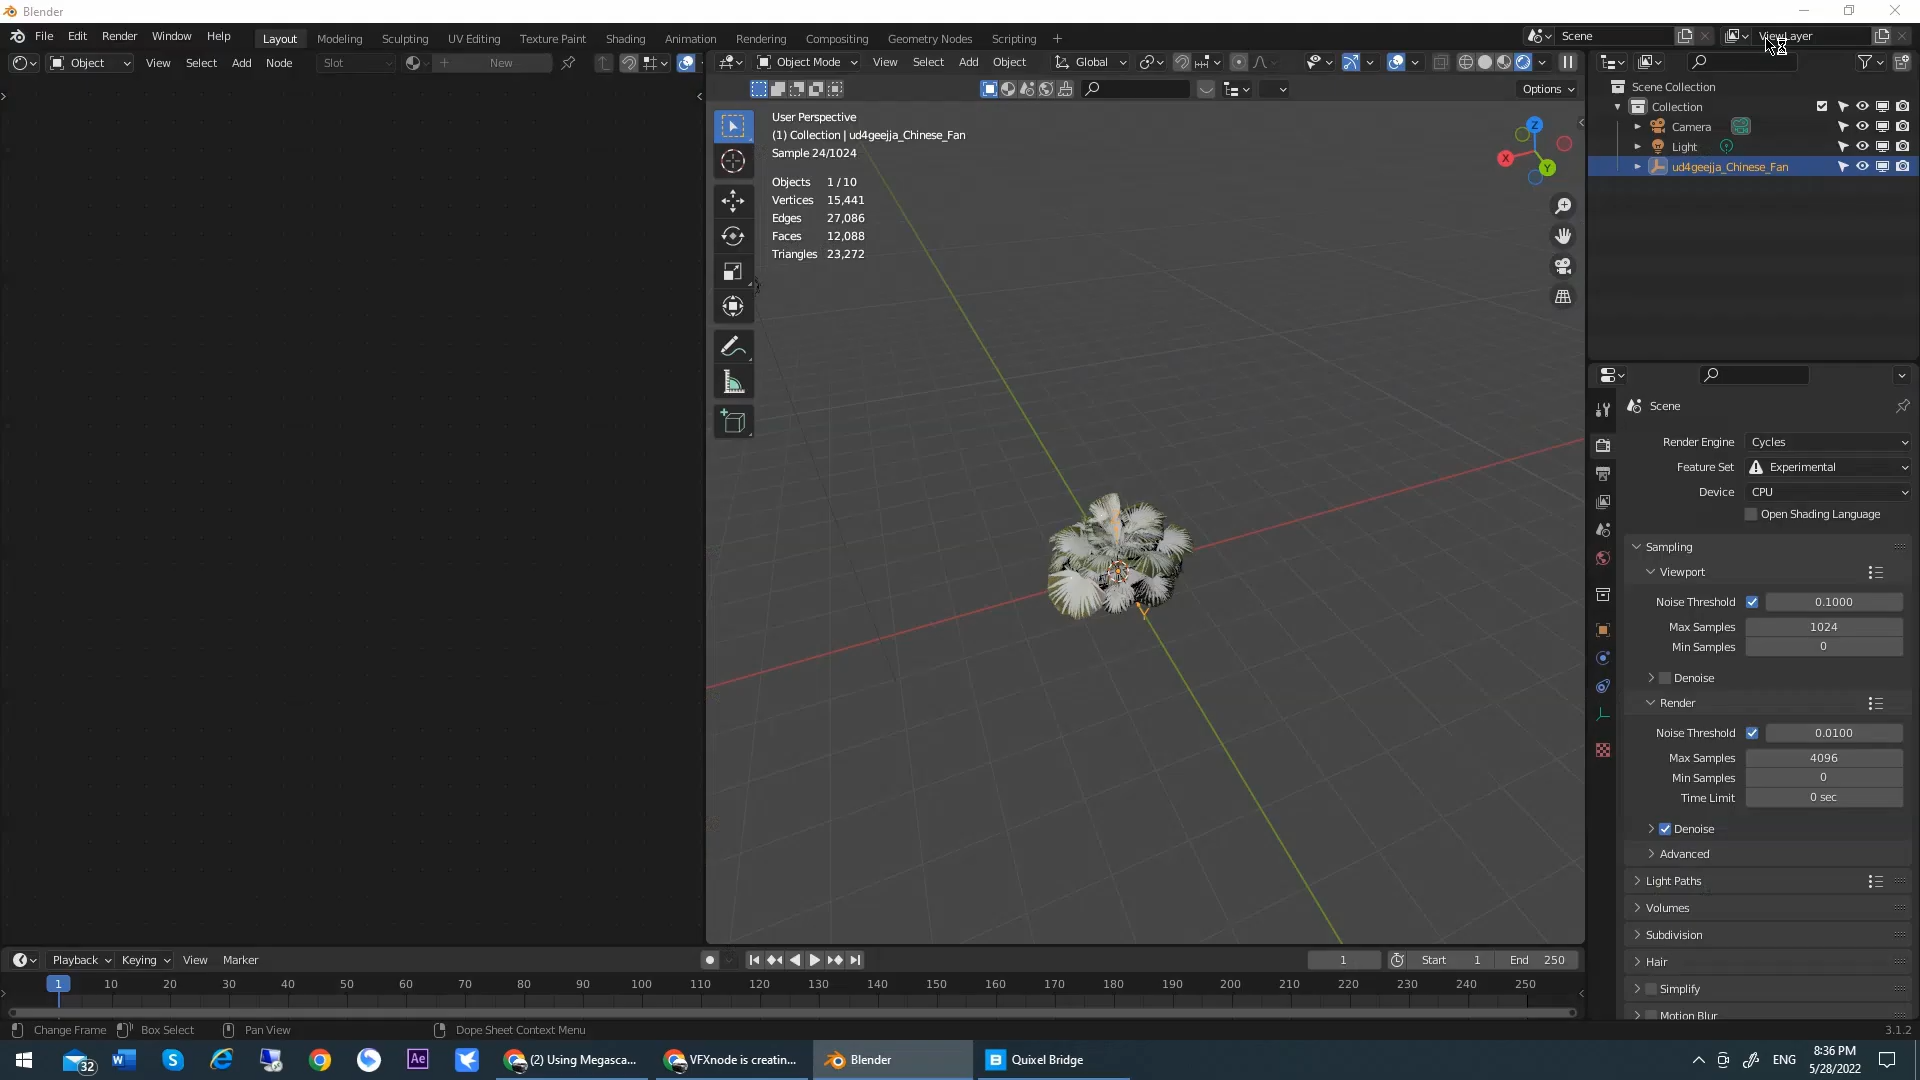 Blender
File Edit Render Window Help Layout Modeling Sculpting UV Editing Texture Paint Shading Animation Rendering Compositing Geometry Nodes Scripting + Scene ViewLayer
Object View Select Add Object Node Slot New Object Mode View Select Add Object Global
Options
User Perspective
(1) Collection | ud4geejja_Chinese_Fan
Sample 24/1024
Objects 1 / 10
Vertices 15,441
Edges 27,086
Faces 12,088
Triangles 23,272
Z
X
Y
Scene Collection
Collection
Camera
Light
ud4geejja_Chinese_Fan
Scene
Render Engine Cycles
Feature Set Experimental
Device CPU
Open Shading Language
Sampling
Viewport
Noise Threshold 0.1000
Max Samples 1024
Min Samples 0
Denoise
Render
Noise Threshold 0.0100
Max Samples 4096
Min Samples 0
Time Limit 0 sec
Denoise
Advanced
Light Paths
Volumes
Subdivision
Hair
Simplify
Motion Blur
Playback Keying View Marker 1 Start 1 End 250
1 10 20 30 40 50 60 70 80 90 100 110 120 130 140 150 160 170 180 190 200 210 220 230 240 250
Change Frame Box Select Pan View Dope Sheet Context Menu 3.1.2
32 (2) Using Megasca... VFXnode is creatin... Blender Quixel Bridge ENG 8:36 PM
5/28/2022